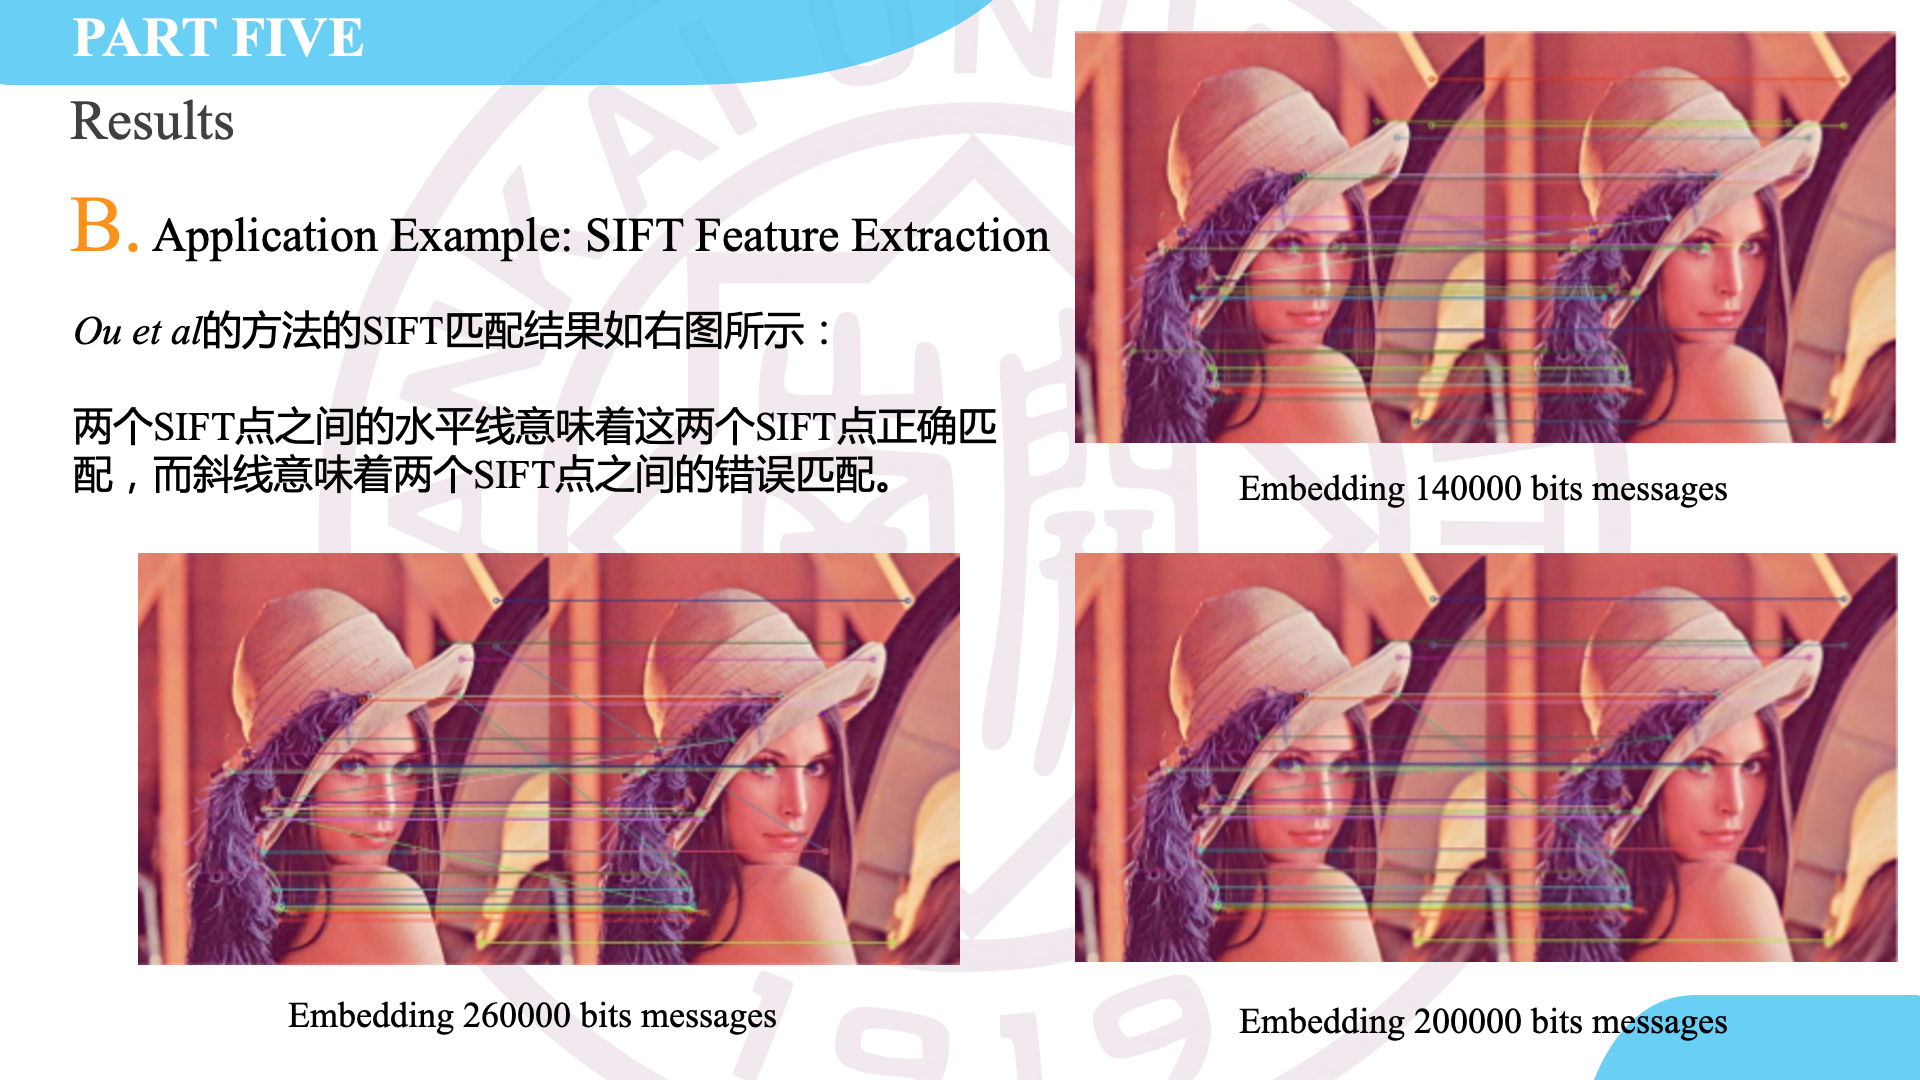 PART FIVE
Results
B. Application Example: SIFT Feature Extraction
Ou et al的方法的SIFT匹配结果如右图所示：
两个SIFT点之间的水平线意味着这两个SIFT点正确匹
配，而斜线意味着两个SIFT点之间的错误匹配。
Embedding 140000 bits messages
Embedding 260000 bits messages
Embedding 200000 bits messages
NANKAI UNIV
1919